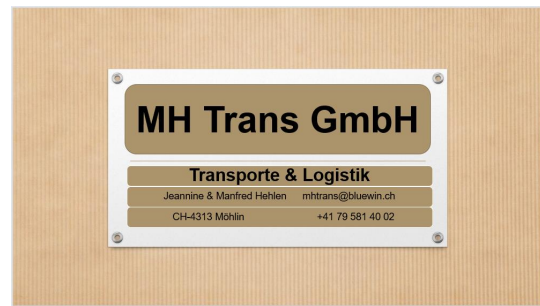 MH Trans GmbH
Transporte & Logistik
Jeannine & Manfred Hehlen mhtrans@bluewin.ch
CH-4313 Möhlin +41 79 581 40 02